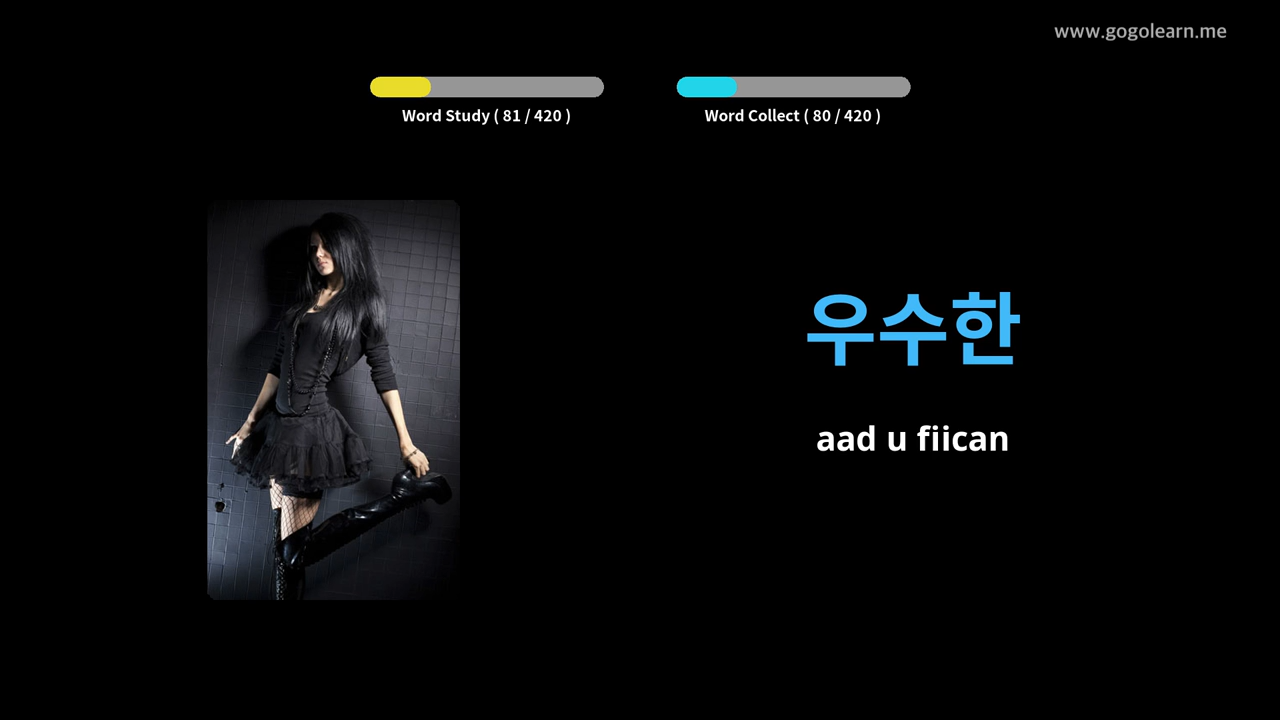 www.gogolearn.me
Word Study ( 81 / 420 )
Word Collect ( 80 / 420 )
우수한
aad u fiican